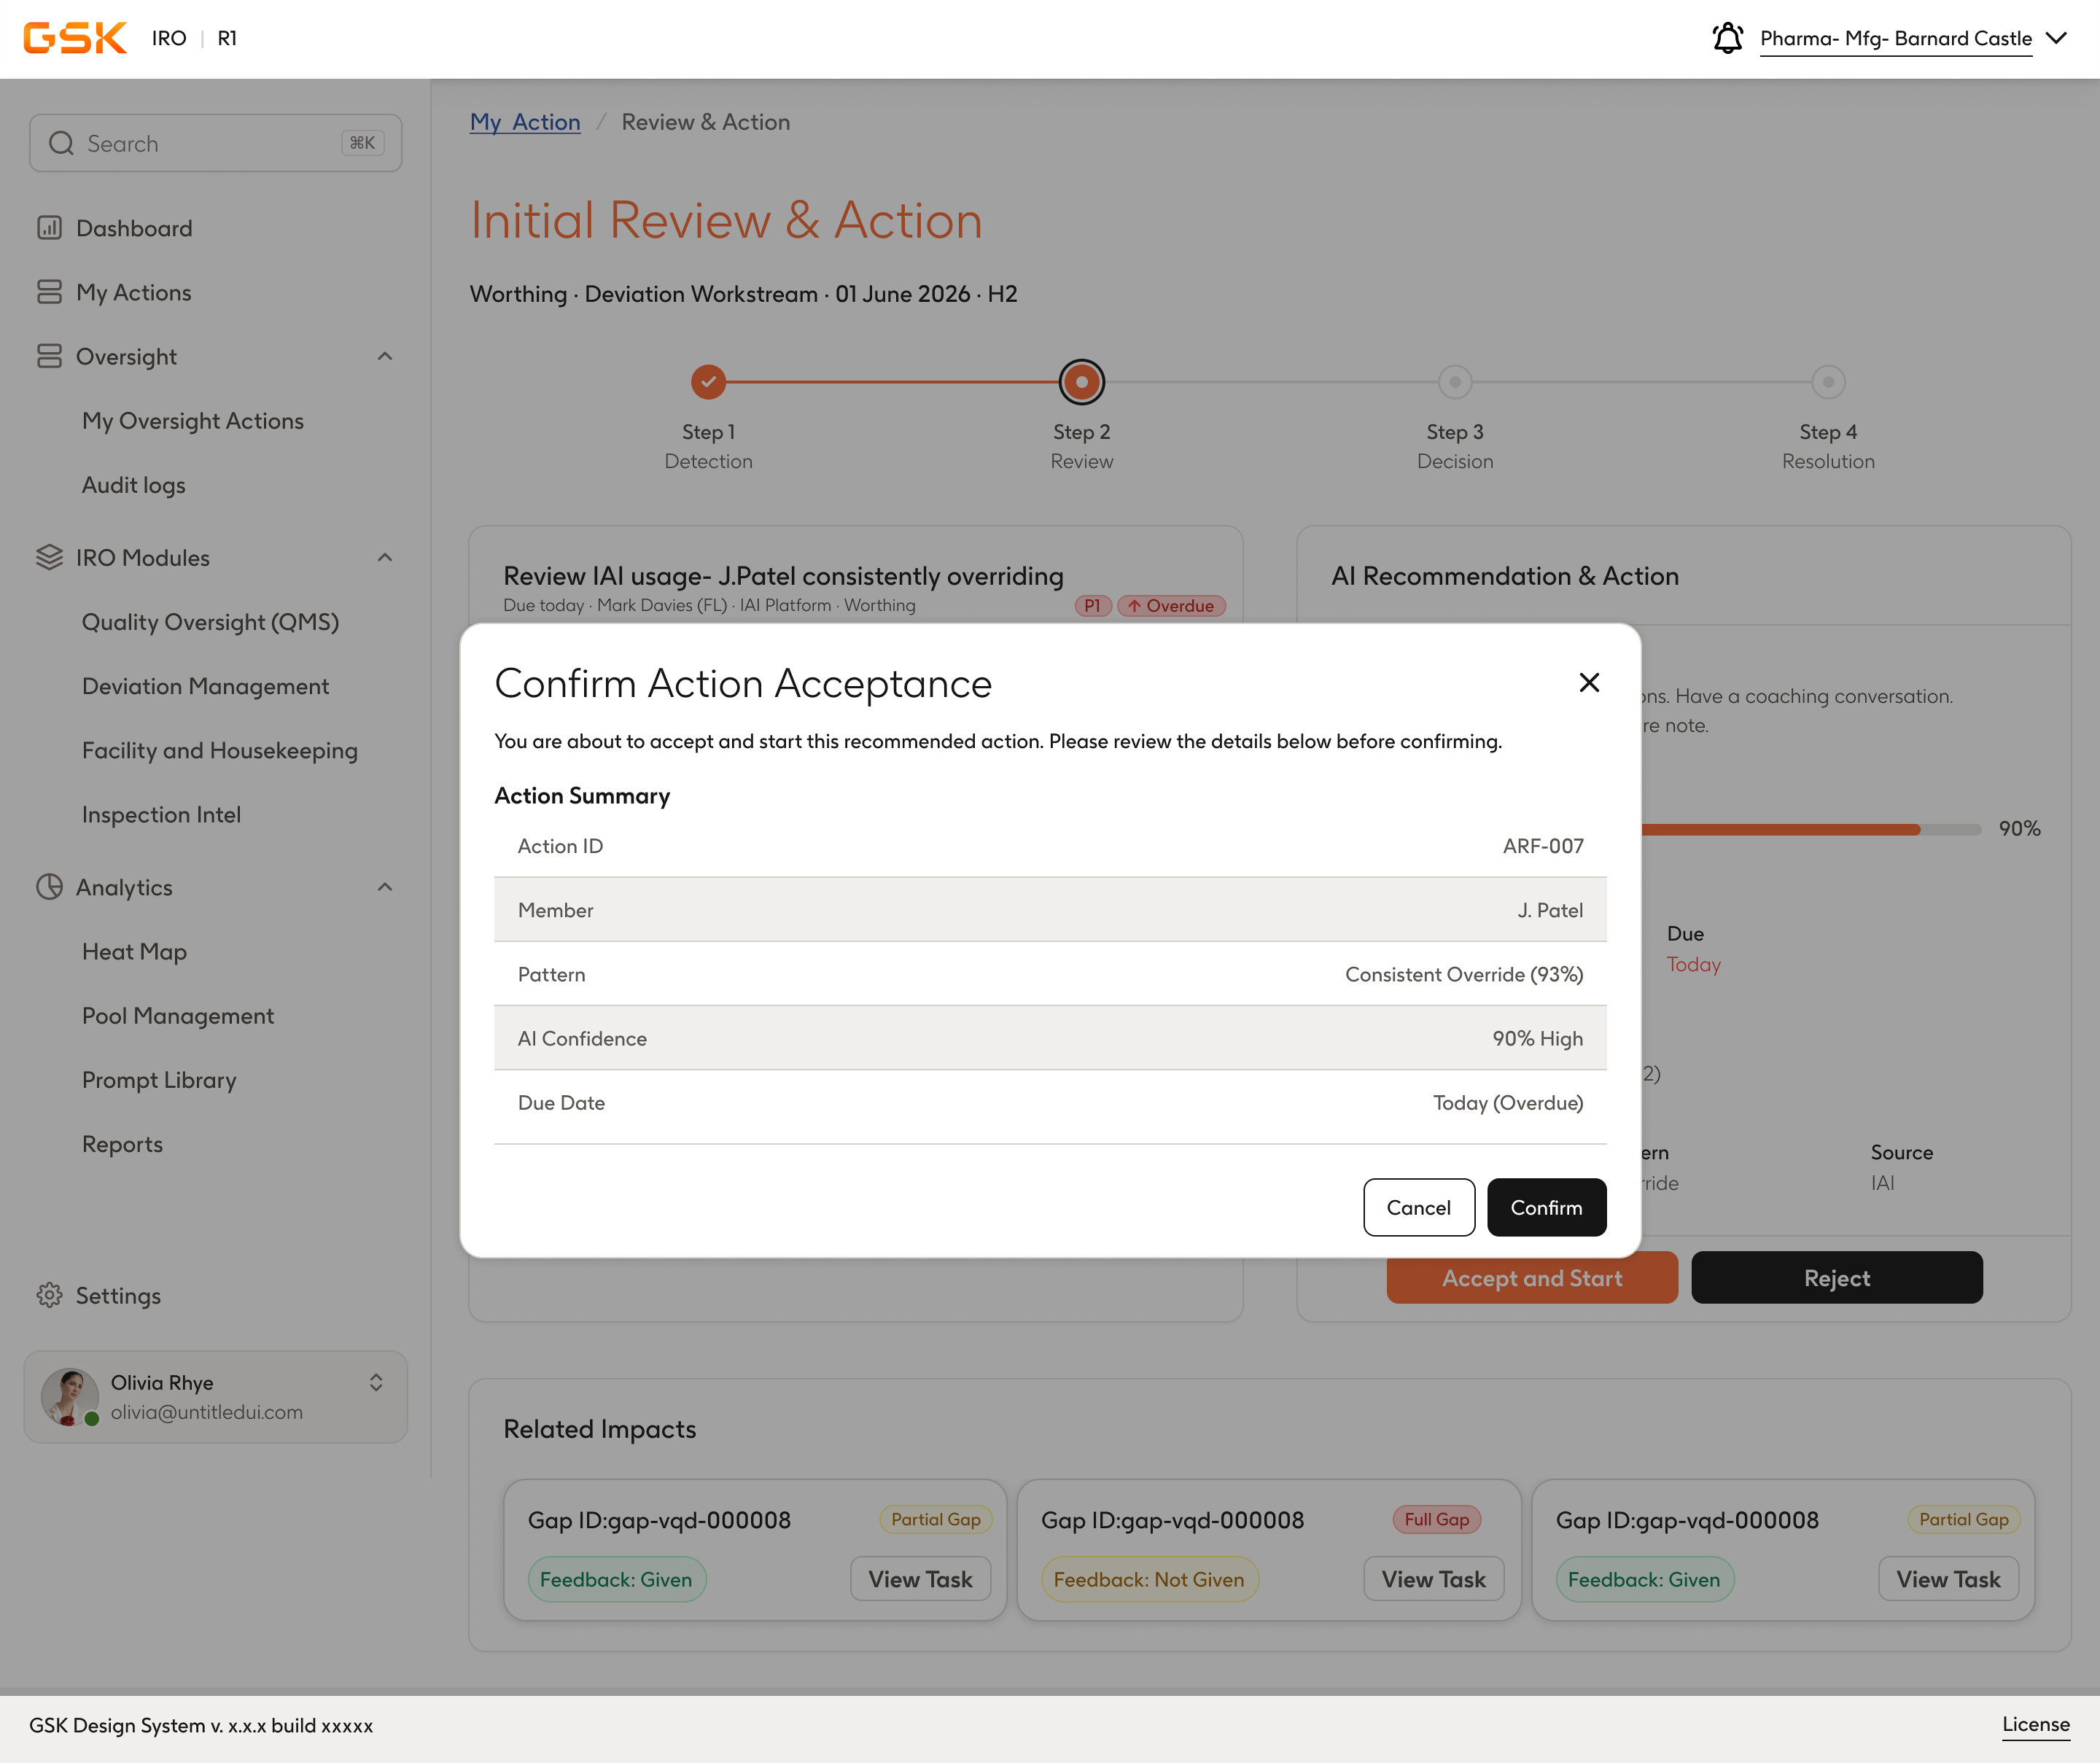 GSK IRO | R1
Pharma- Mfg- Barnard Castle
Search ⌘K
Dashboard
My Actions
Oversight
My Oversight Actions
Audit logs
IRO Modules
Quality Oversight (QMS)
Deviation Management
Facility and Housekeeping
Inspection Intel
Analytics
Heat Map
Pool Management
Prompt Library
Reports
Settings
Olivia Rhye
olivia@untitledui.com
My Action / Review & Action
Initial Review & Action
Worthing · Deviation Workstream · 01 June 2026 · H2
Step 1
Detection
Step 2
Review
Step 3
Decision
Step 4
Resolution
Review IAI usage- J.Patel consistently overriding
Due today · Mark Davies (FL) · IAI Platform · Worthing
P1 Overdue
AI Recommendation & Action
Have a coaching conversation.
note.
90%
Due
Today
2)
Source
IAI
Accept and Start
Reject
Confirm Action Acceptance
You are about to accept and start this recommended action. Please review the details below before confirming.
Action Summary
Action ID ARF-007
Member J. Patel
Pattern Consistent Override (93%)
AI Confidence 90% High
Due Date Today (Overdue)
Cancel
Confirm
Related Impacts
Gap ID:gap-vqd-000008 Partial Gap
Feedback: Given View Task
Gap ID:gap-vqd-000008 Full Gap
Feedback: Not Given View Task
Gap ID:gap-vqd-000008 Partial Gap
Feedback: Given View Task
GSK Design System v. x.x.x build xxxxx
License